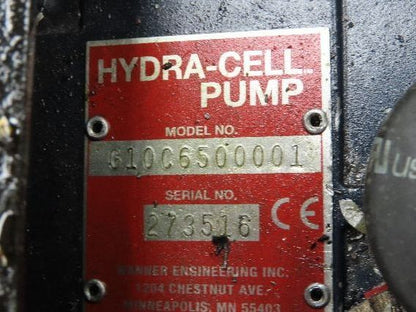 HYDRA-CELL
PUMP
MODEL NO.
G10C6500001
SERIAL NO.
273516
CE
WANNER ENGINEERING INC.
1204 CHESTNUT AVE.
MINNEAPOLIS, MN 55403